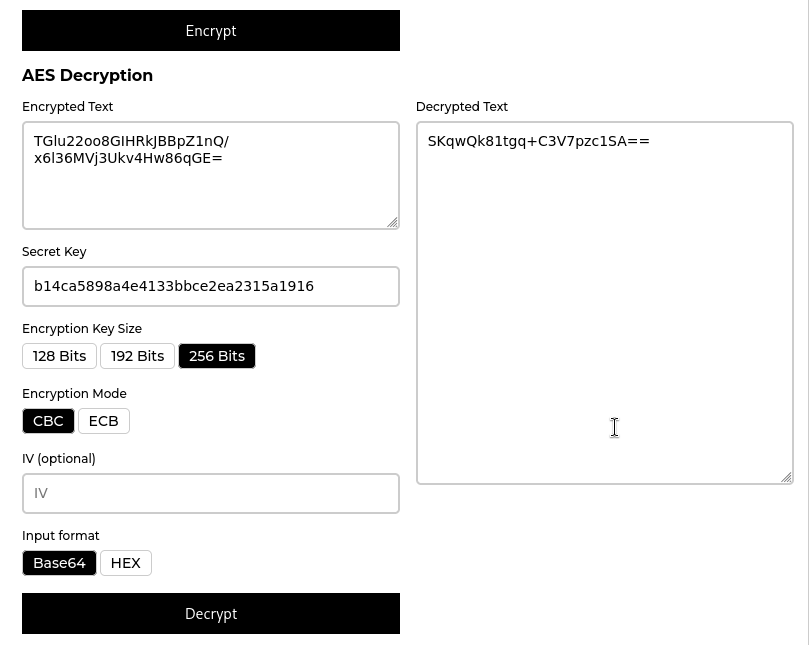 Encrypt
AES Decryption
Encrypted Text
TGlu22oo8GIHRkJBBpZ1nQ/
x6l36MVj3Ukv4Hw86qGE=
Secret Key
b14ca5898a4e4133bbce2ea2315a1916
Encryption Key Size
128 Bits 192 Bits 256 Bits
Encryption Mode
CBC ECB
IV (optional)
IV
Input format
Base64 HEX
Decrypt
Decrypted Text
SKqwQk81tgq+C3V7pzc1SA==